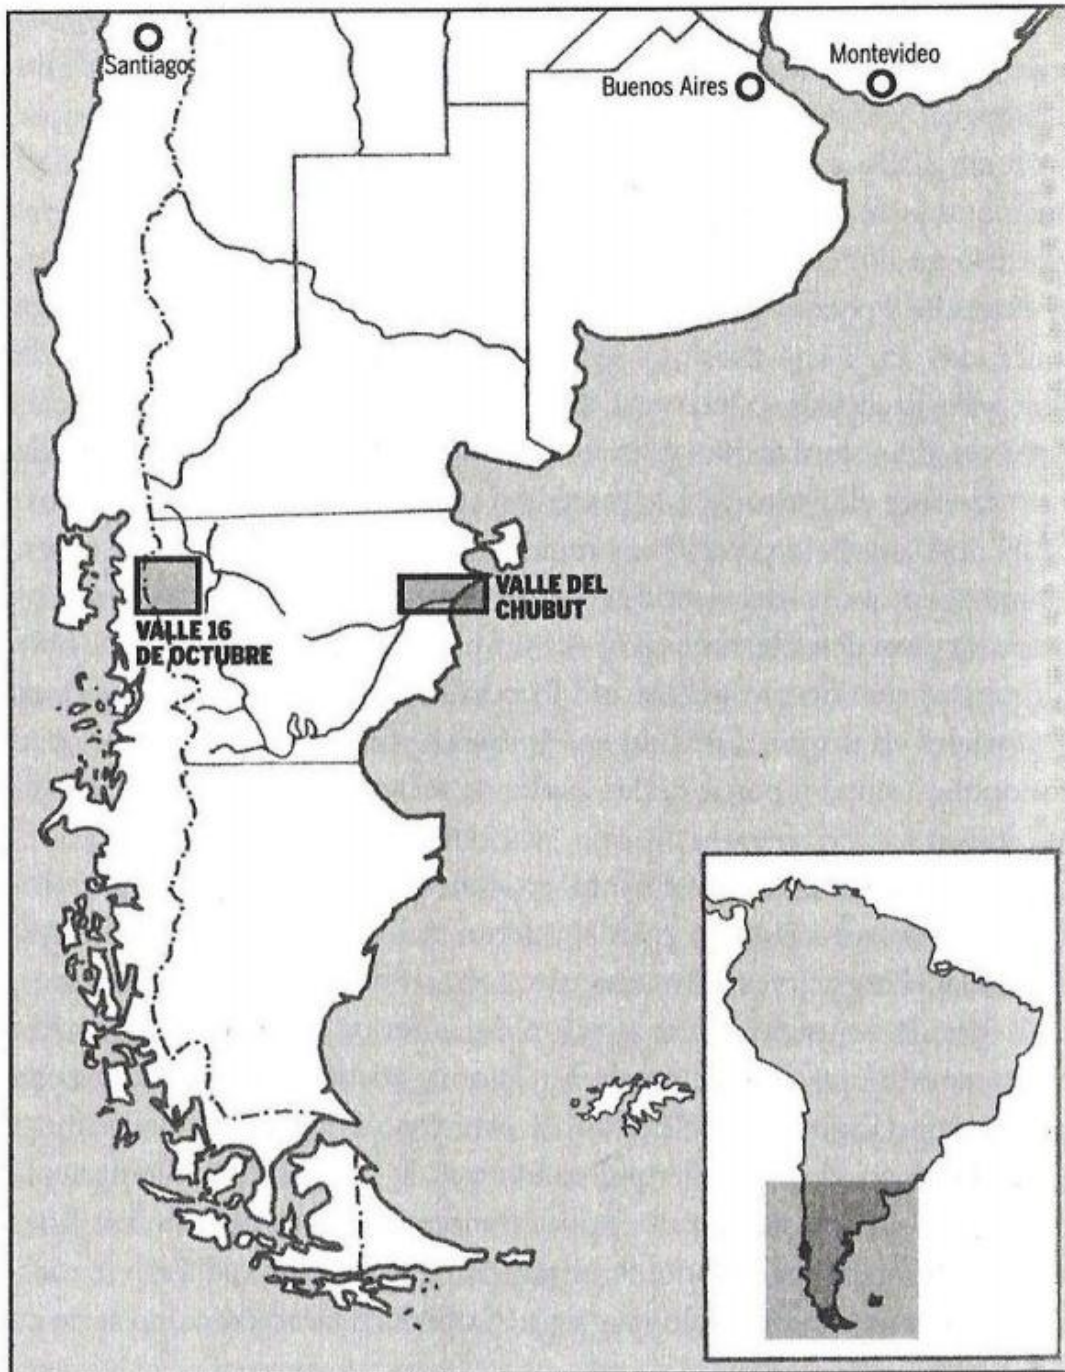 Santiago
Buenos Aires
Montevideo
VALLE DEL
CHUBUT
VALLE 16
DE OCTUBRE